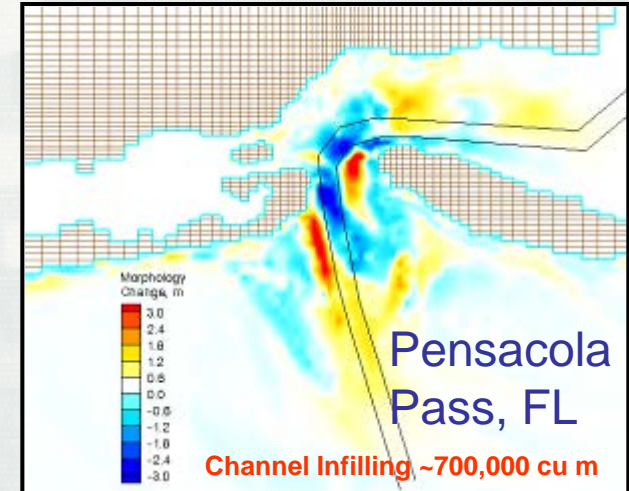 Morphology
Change, m
3.0
2.4
1.8
1.2
0.6
0.0
-0.6
-1.2
-1.8
-2.4
-3.0
Pensacola
Pass, FL
Channel Infilling ~700,000 cu m